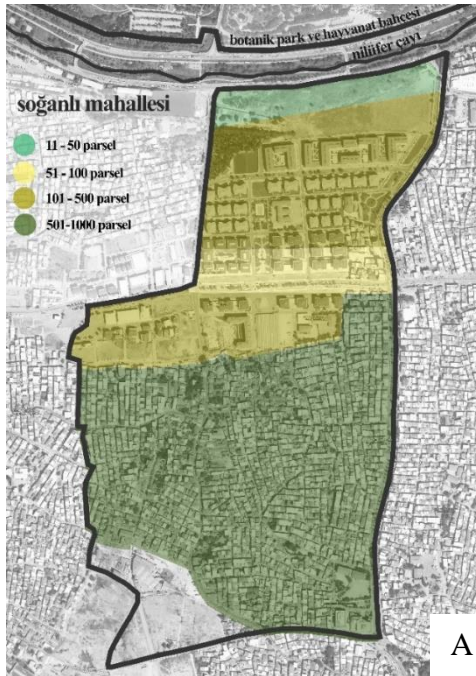 botanik park ve hayvanat bahçesi
nilüfer çayı
soğanlı mahallesi
11 - 50 parsel
51 - 100 parsel
101 - 500 parsel
501-1000 parsel
A